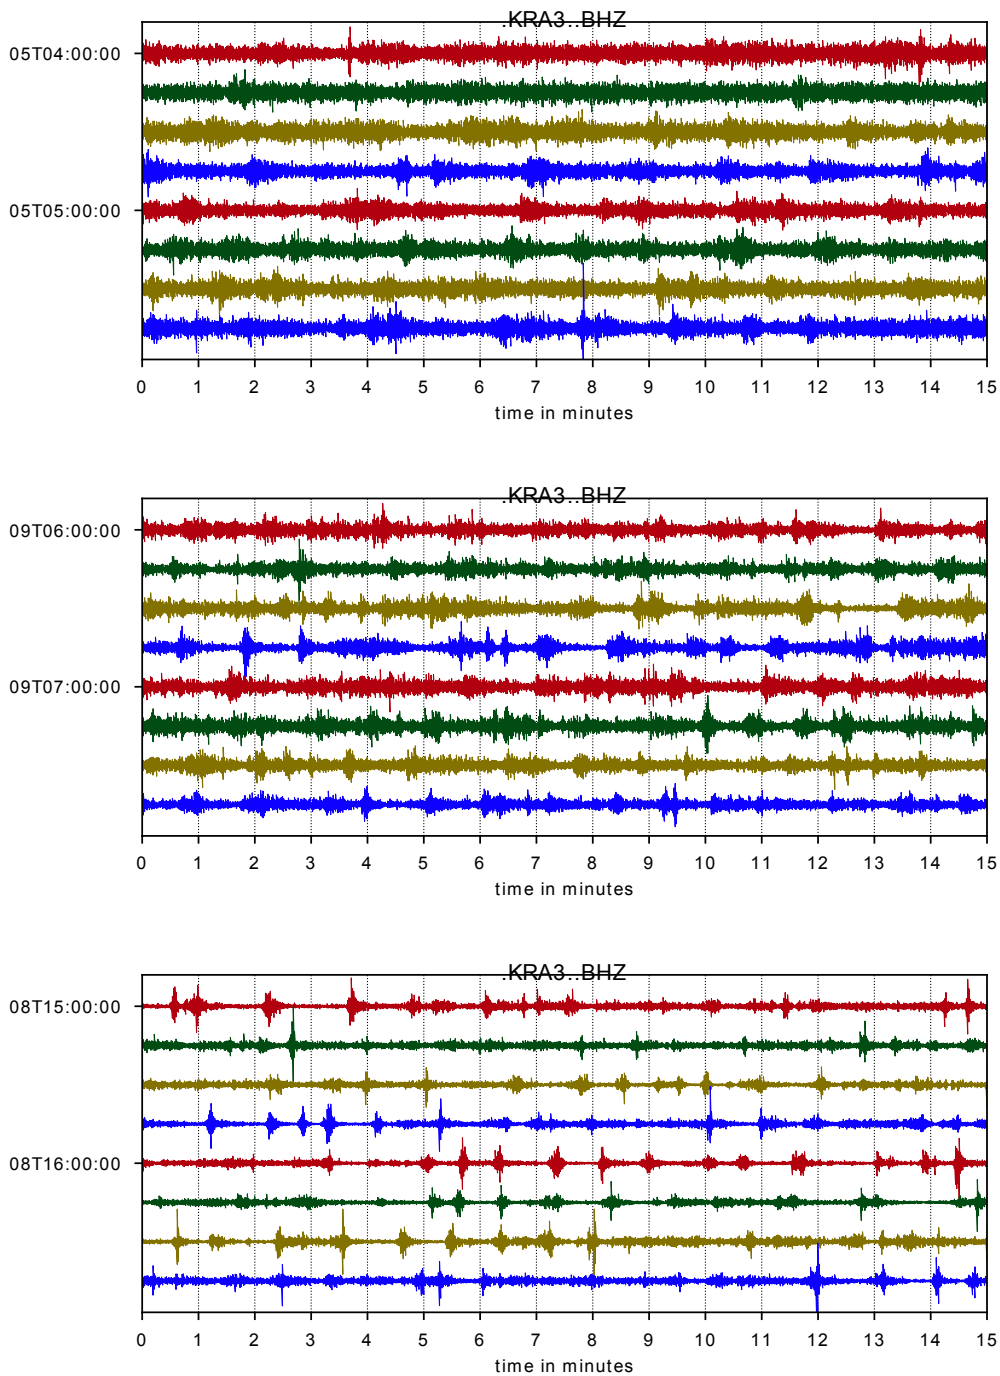 .KRA3..BHZ
05T04:00:00
05T05:00:00
0 1 2 3 4 5 6 7 8 9 10 11 12 13 14 15
time in minutes
.KRA3..BHZ
09T06:00:00
09T07:00:00
0 1 2 3 4 5 6 7 8 9 10 11 12 13 14 15
time in minutes
.KRA3..BHZ
08T15:00:00
08T16:00:00
0 1 2 3 4 5 6 7 8 9 10 11 12 13 14 15
time in minutes